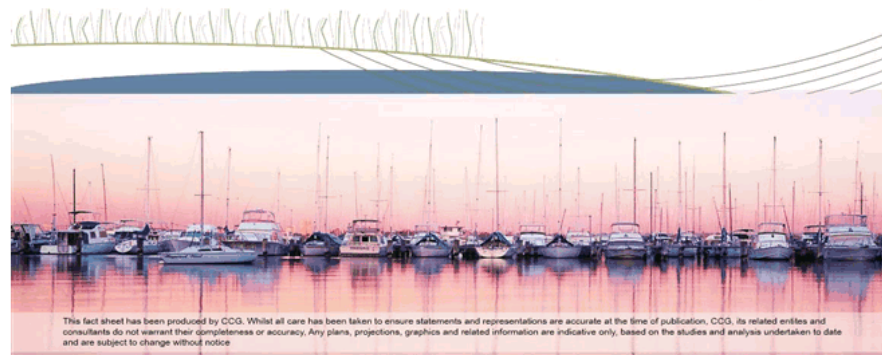 This fact sheet has been produced by CCG. Whilst all care has been taken to ensure statements and representations are accurate at the time of publication, CCG, its related entites and
consultants do not warrant their completeness or accuracy, Any plans, projections, graphics and related information are indicative only, based on the studies and analysis undertaken to date
and are subject to change without notice